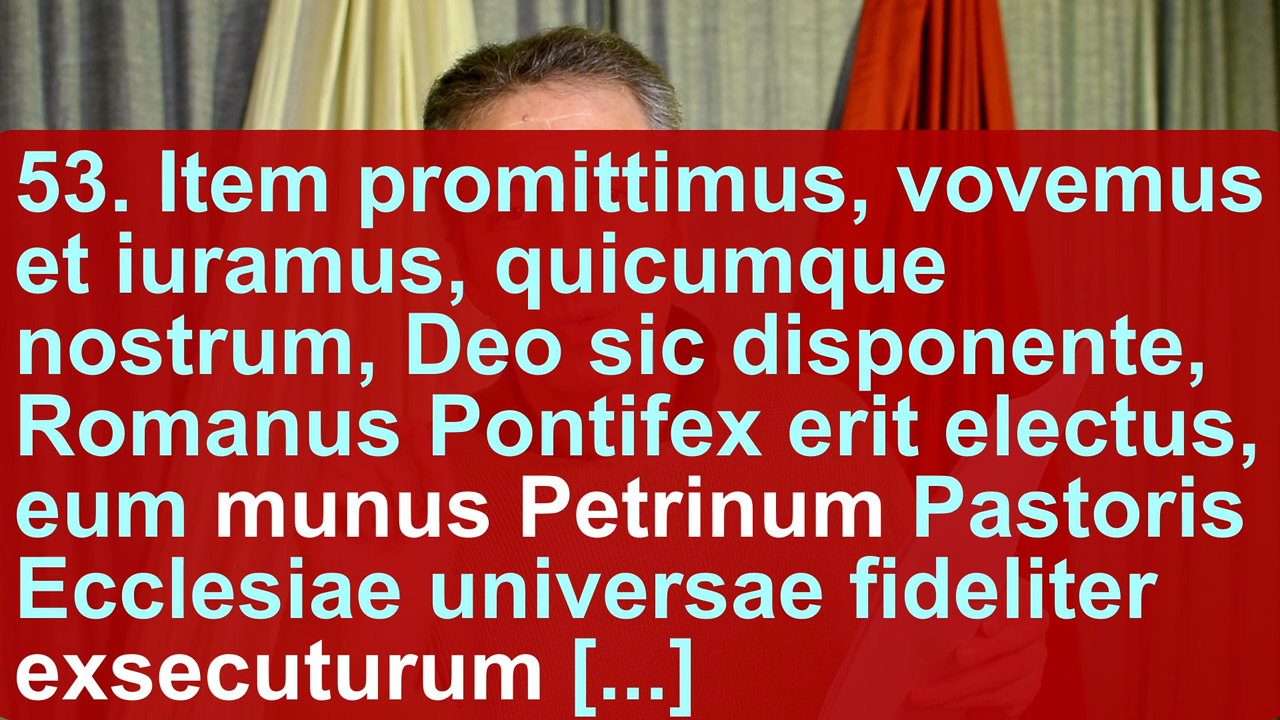 53. Item promittimus, vovemus
et iuramus, quicumque
nostrum, Deo sic disponente,
Romanus Pontifex erit electus,
eum munus Petrinum Pastoris
Ecclesiae universae fideliter
exsecuturum [...]